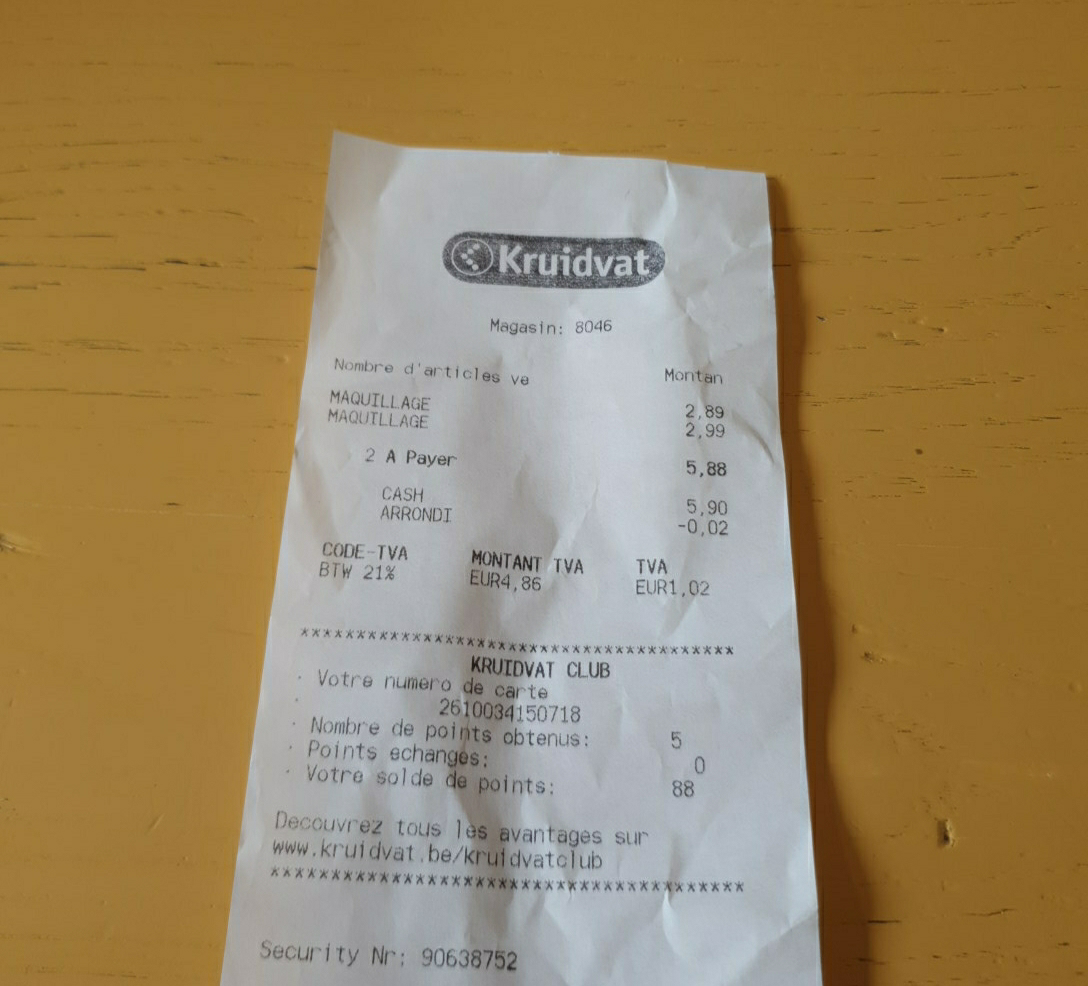 Kruidvat
Magasin: 8046
Nombre d'articles ve Montan
MAQUILLAGE 2,89
MAQUILLAGE 2,99
2 A Payer 5,88
CASH 5,90
ARRONDI -0,02
CODE-TVA MONTANT TVA TVA
BTW 21% EUR4,86 EUR1,02
****************************************
KRUIDVAT CLUB
· Votre numero de carte
· 2610034150718
· Nombre de points obtenus: 5
· Points echanges: 0
· Votre solde de points: 88
Decouvrez tous les avantages sur
www.kruidvat.be/kruidvatclub
****************************************
Security Nr: 90638752